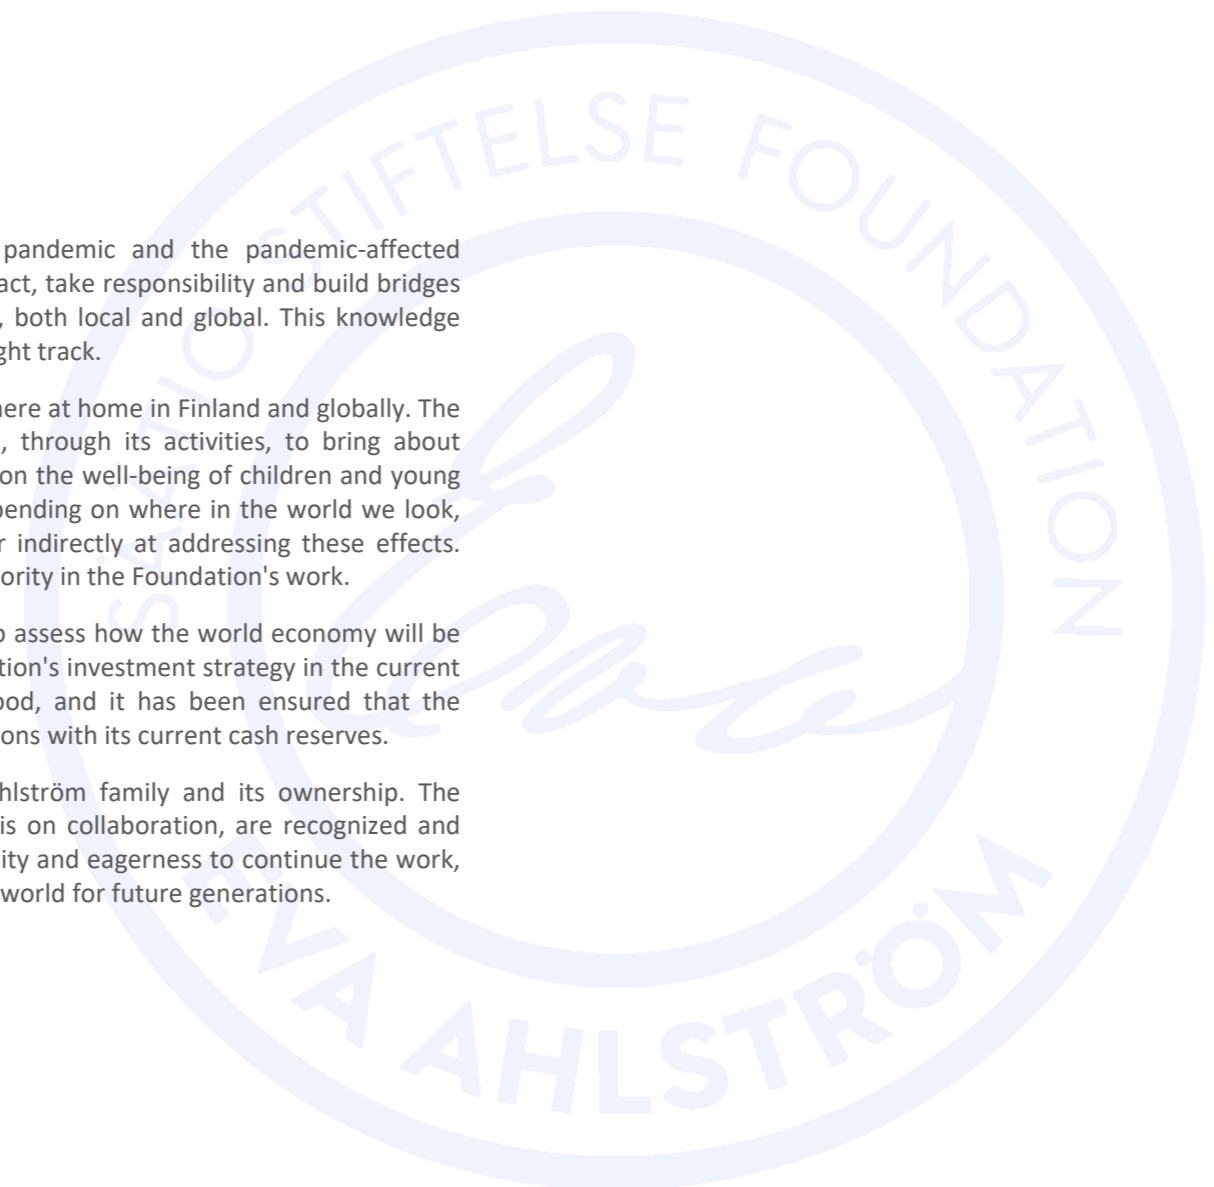 pandemic and the pandemic-affected
act, take responsibility and build bridges
, both local and global. This knowledge
ght track.
here at home in Finland and globally. The
, through its activities, to bring about
on the well-being of children and young
pending on where in the world we look,
r indirectly at addressing these effects.
ority in the Foundation's work.
o assess how the world economy will be
tion's investment strategy in the current
ood, and it has been ensured that the
ions with its current cash reserves.
hlström family and its ownership. The
is on collaboration, are recognized and
ity and eagerness to continue the work,
world for future generations.
SÄÄTIÖ STIFTELSE FOUNDATION
EVA AHLSTRÖM